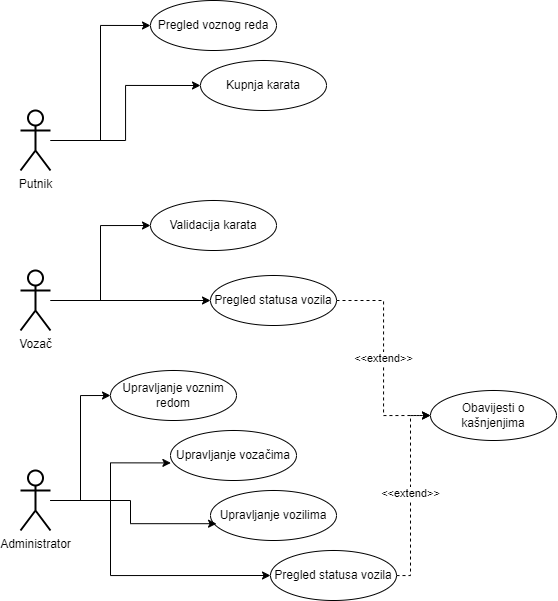 Pregled voznog reda
Kupnja karata
Putnik
Validacija karata
Pregled statusa vozila
Vozač
<<extend>>
Upravljanje voznim
redom
Obavijesti o
kašnjenjima
Upravljanje vozačima
<<extend>>
Upravljanje vozilima
Administrator
Pregled statusa vozila